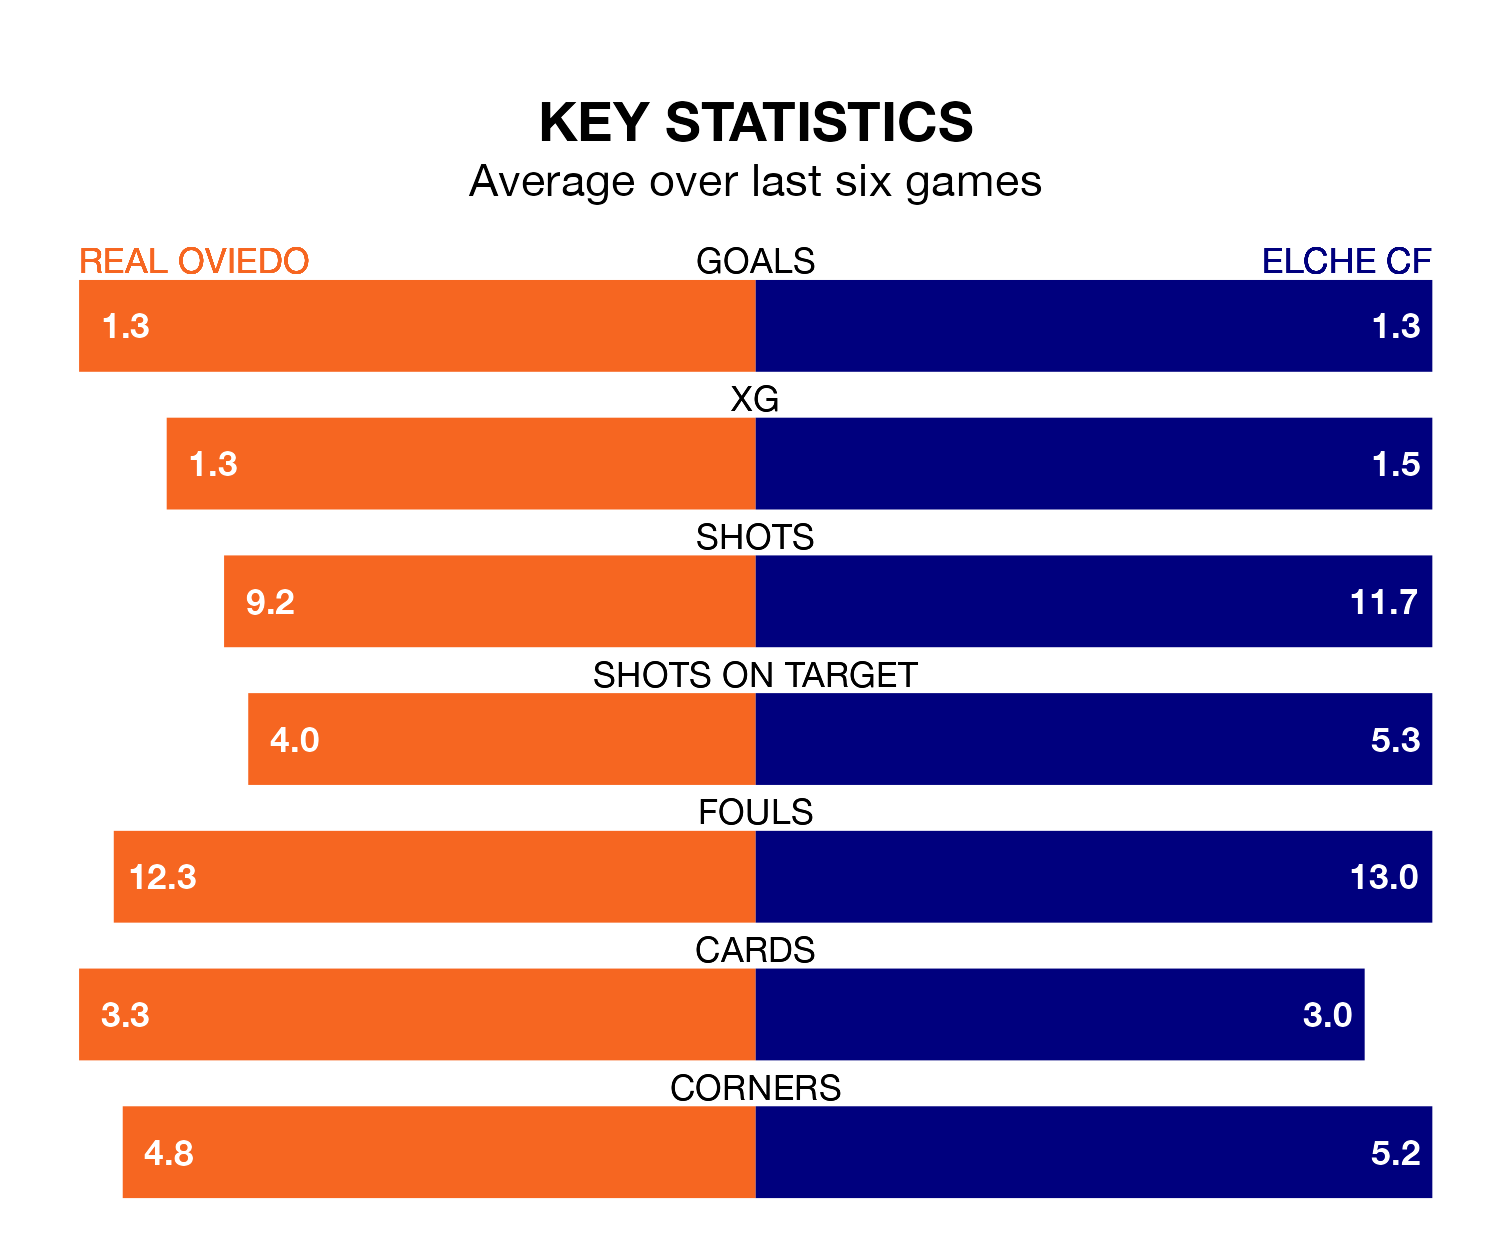 KEY STATISTICS
Average over last six games
REAL OVIEDO GOALS ELCHE CF
1.3 1.3
XG
1.3 1.5
SHOTS
9.2 11.7
SHOTS ON TARGET
4.0 5.3
FOULS
12.3 13.0
CARDS
3.3 3.0
CORNERS
4.8 5.2